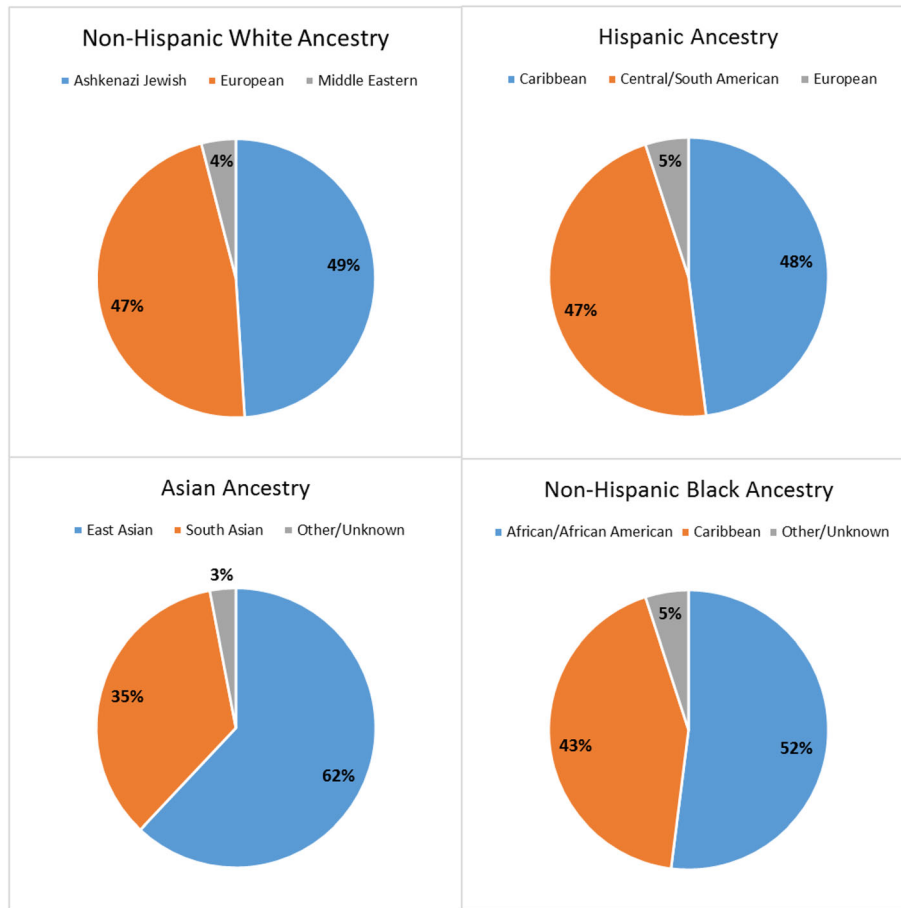 Non-Hispanic White Ancestry
Ashkenazi Jewish European Middle Eastern
4%
49%
47%
Hispanic Ancestry
Caribbean Central/South American European
5%
48%
47%
Asian Ancestry
East Asian South Asian Other/Unknown
3%
35%
62%
Non-Hispanic Black Ancestry
African/African American Caribbean Other/Unknown
5%
43%
52%